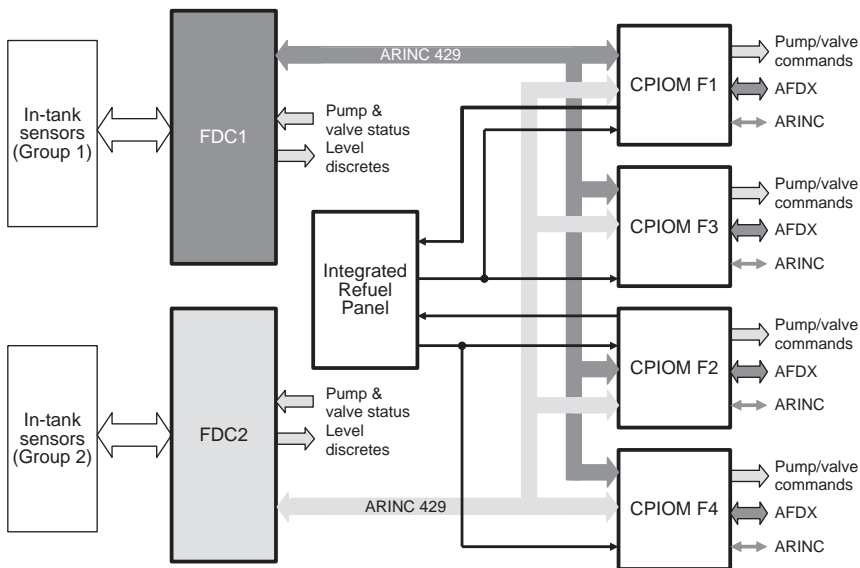 In-tank
sensors
(Group 1)
FDC1
ARINC 429
Pump &
valve status
Level
discretes
CPIOM F1
Pump/valve
commands
AFDX
ARINC
CPIOM F3
Pump/valve
commands
AFDX
ARINC
Integrated
Refuel
Panel
In-tank
sensors
(Group 2)
FDC2
Pump &
valve status
Level
discretes
ARINC 429
CPIOM F2
Pump/valve
commands
AFDX
ARINC
CPIOM F4
Pump/valve
commands
AFDX
ARINC